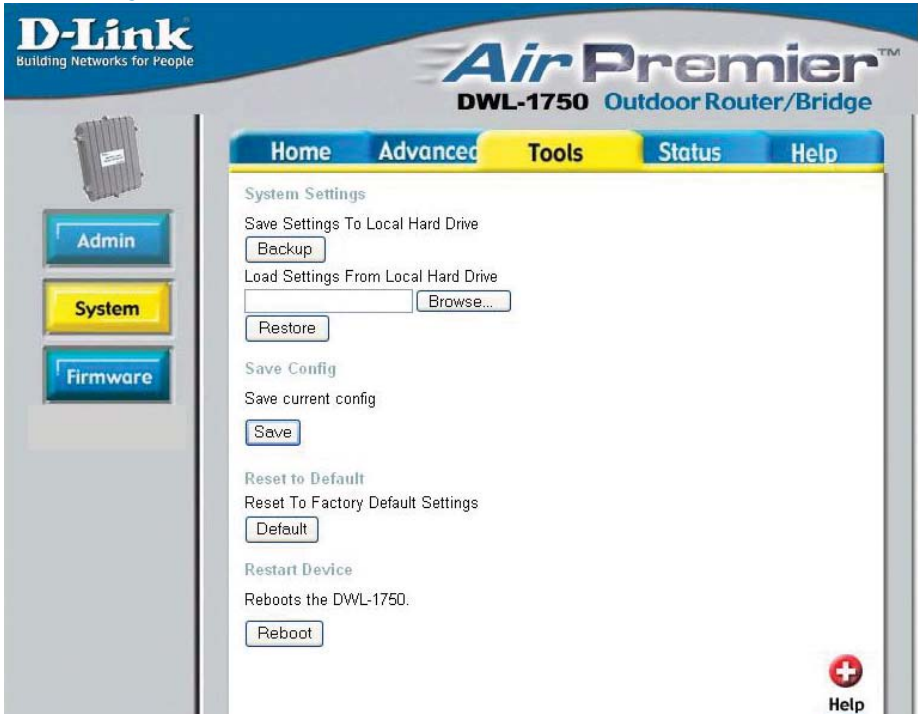 D-Link
Building Networks for People
Air Premier™
DWL-1750 Outdoor Router/Bridge
Home Advanced Tools Status Help
Admin
System
Firmware
System Settings
Save Settings To Local Hard Drive
Backup
Load Settings From Local Hard Drive
Browse...
Restore
Save Config
Save current config
Save
Reset to Default
Reset To Factory Default Settings
Default
Restart Device
Reboots the DWL-1750.
Reboot
Help